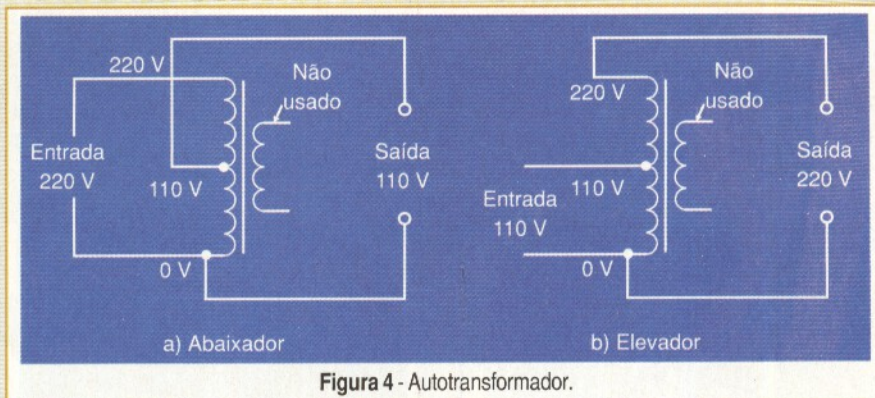 220 V
Não
usado
Entrada
220 V
110 V
Saída
110 V
0 V
a) Abaixador
220 V
Não
usado
Entrada
110 V
110 V
Saída
220 V
0 V
b) Elevador
Figura 4 - Autotransformador.